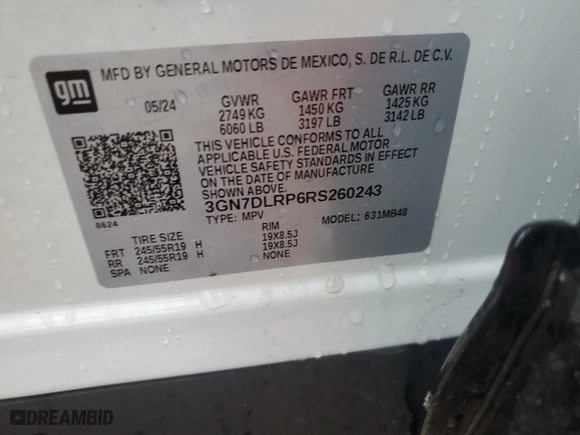 gm
MFD BY GENERAL MOTORS DE MEXICO, S. DE R.L. DE C.V.
05/24 GVWR GAWR FRT GAWR RR
2749 KG 1450 KG 1425 KG
6060 LB 3197 LB 3142 LB
THIS VEHICLE CONFORMS TO ALL
APPLICABLE U.S. FEDERAL MOTOR
VEHICLE SAFETY STANDARDS IN EFFECT
ON THE DATE OF MANUFACTURE
SHOWN ABOVE.
3GN7DLRP6RS260243
8624 TYPE: MPV MODEL: 631MB48
TIRE SIZE RIM
FRT 245/55R19 H 19X8.5J
RR 245/55R19 H 19X8.5J
SPA NONE NONE
DREAMBID